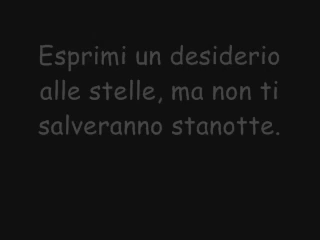 Esprimi un desiderio
alle stelle, ma non ti
salveranno stanotte.